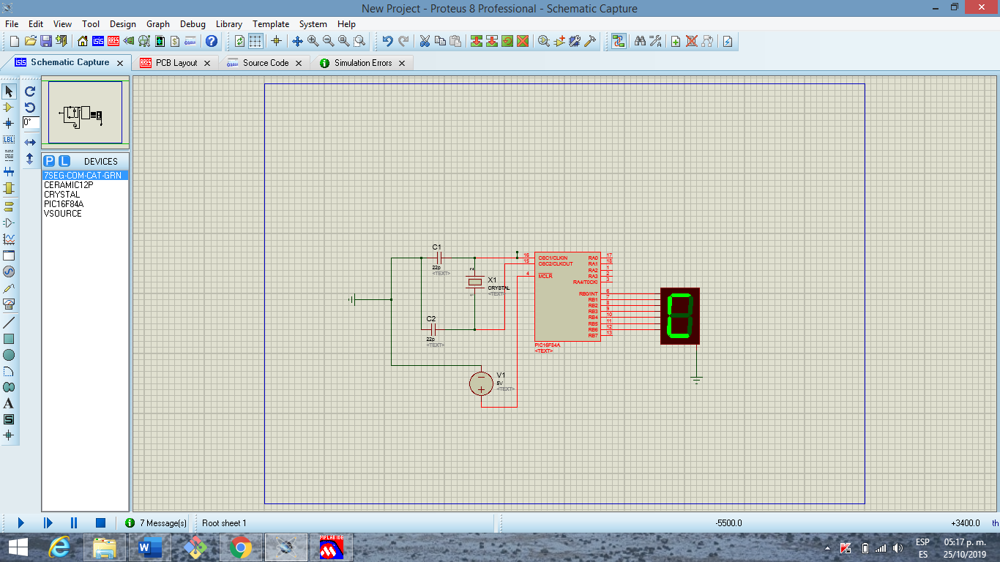 New Project - Proteus 8 Professional - Schematic Capture
File Edit View Tool Design Graph Debug Library Template System Help
Schematic Capture PCB Layout Source Code Simulation Errors
0°
LBL
P L DEVICES
7SEG-COM-CAT-GRN
CERAMIC12P
CRYSTAL
PIC16F84A
VSOURCE
C1
22p
<TEXT>
2
X1
CRYSTAL
<TEXT>
1
C2
22p
<TEXT>
V1
5V
<TEXT>
16 OSC1/CLKIN RA0 17
15 OSC2/CLKOUT RA1 18
RA2 1
4 MCLR RA3 2
RA4/T0CKI 3
RB0/INT 6
RB1 7
RB2 8
RB3 9
RB4 10
RB5 11
RB6 12
RB7 13
PIC16F84A
<TEXT>
A
S
7 Message(s) Root sheet 1 -5500.0 +3400.0 th
MPLAB IDE
ESP 05:17 p. m.
ES 25/10/2019